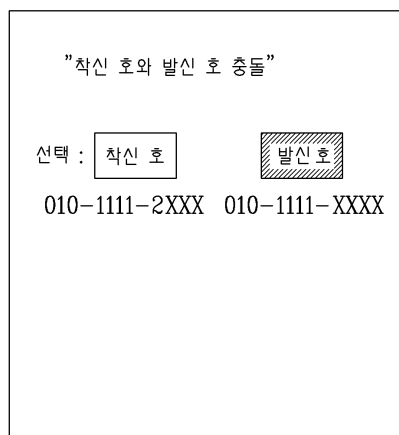 "착신 호와 발신 호 충돌"
선택 : 착신 호 발신 호
010-1111-2XXX 010-1111-XXXX